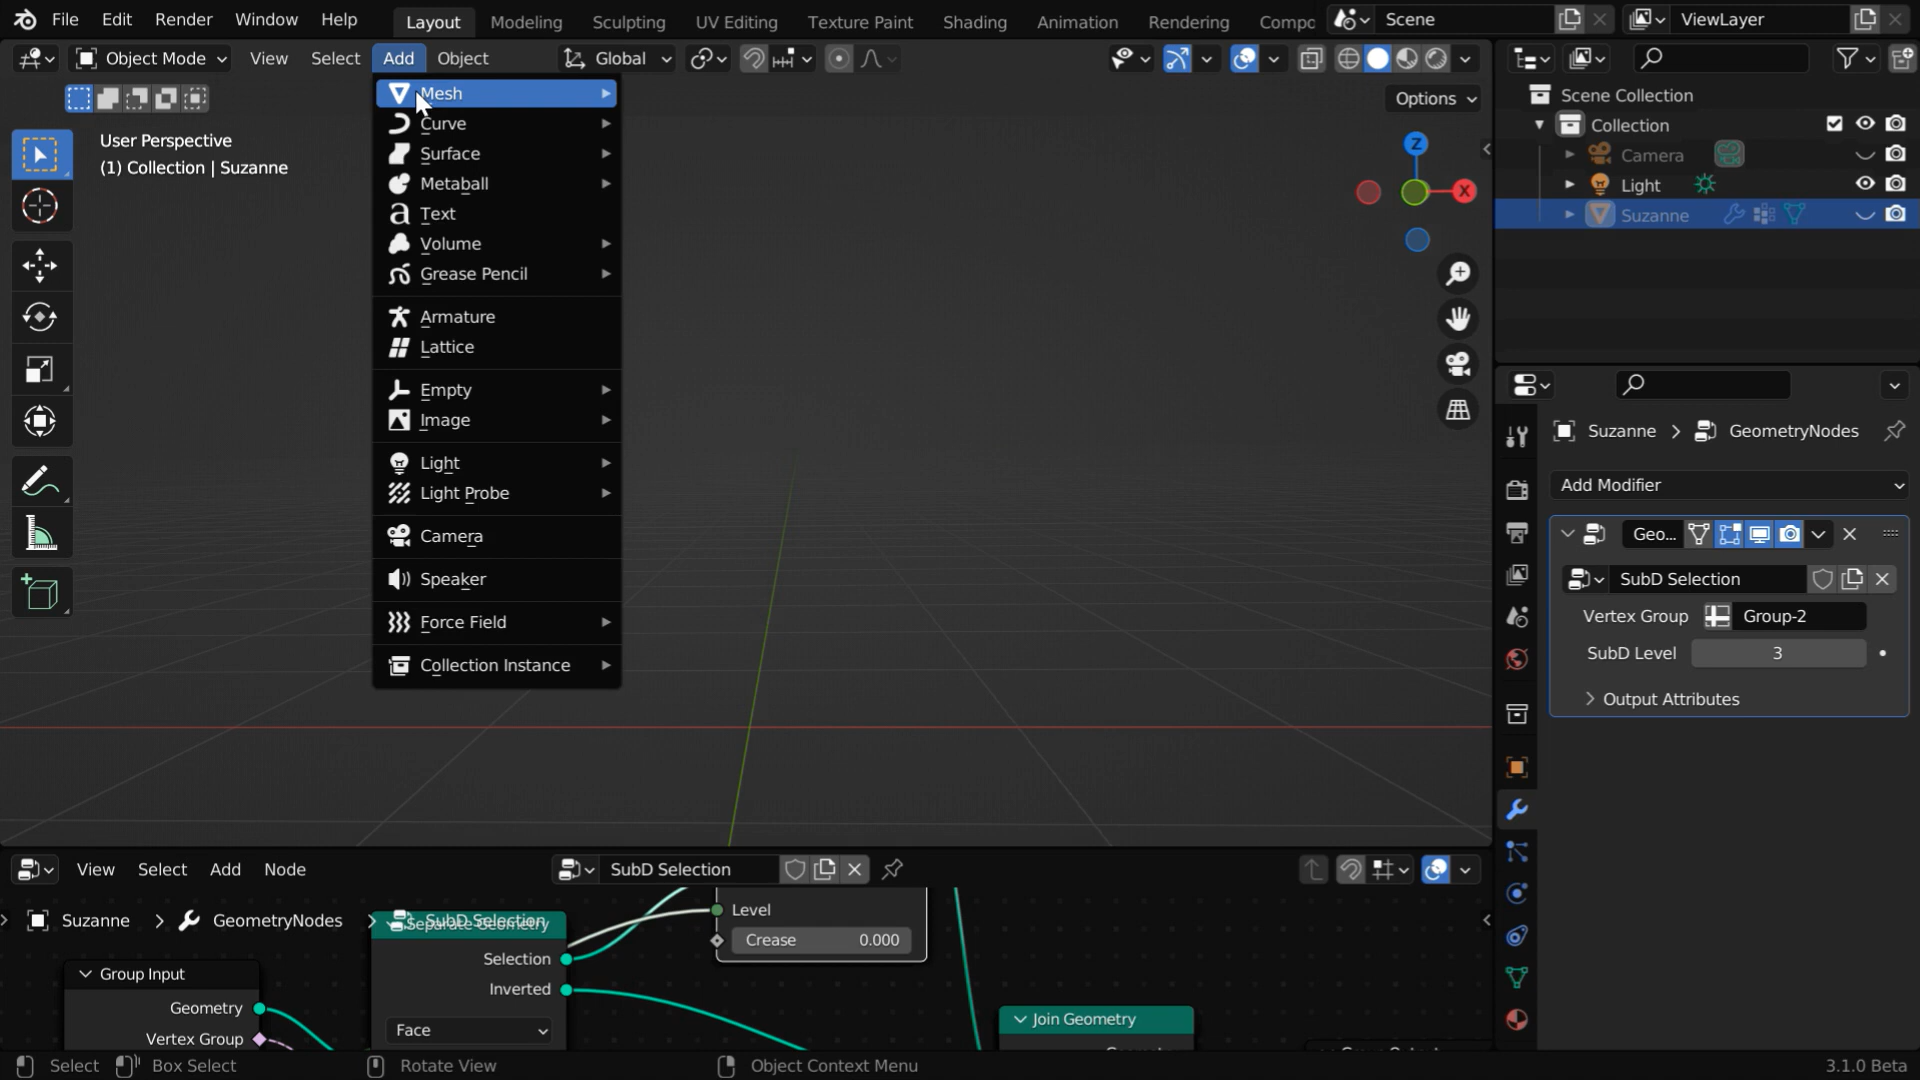 File Edit Render Window Help Layout Modeling Sculpting UV Editing Texture Paint Shading Animation Rendering Compo Scene ViewLayer
Object Mode View Select Add Object Global
Options
User Perspective
(1) Collection | Suzanne
Mesh
Curve
Surface
Metaball
Text
Volume
Grease Pencil
Armature
Lattice
Empty
Image
Light
Light Probe
Camera
Speaker
Force Field
Collection Instance
Z
X
Scene Collection
Collection
Camera
Light
Suzanne
Suzanne > GeometryNodes
Add Modifier
Geo...
SubD Selection
Vertex Group Group-2
SubD Level 3
Output Attributes
View Select Add Node SubD Selection
Suzanne > GeometryNodes > SubD Selection
Separate Geometry
Selection
Inverted
Face
Group Input
Geometry
Vertex Group
Level
Crease 0.000
Join Geometry
Select Box Select Rotate View Object Context Menu 3.1.0 Beta